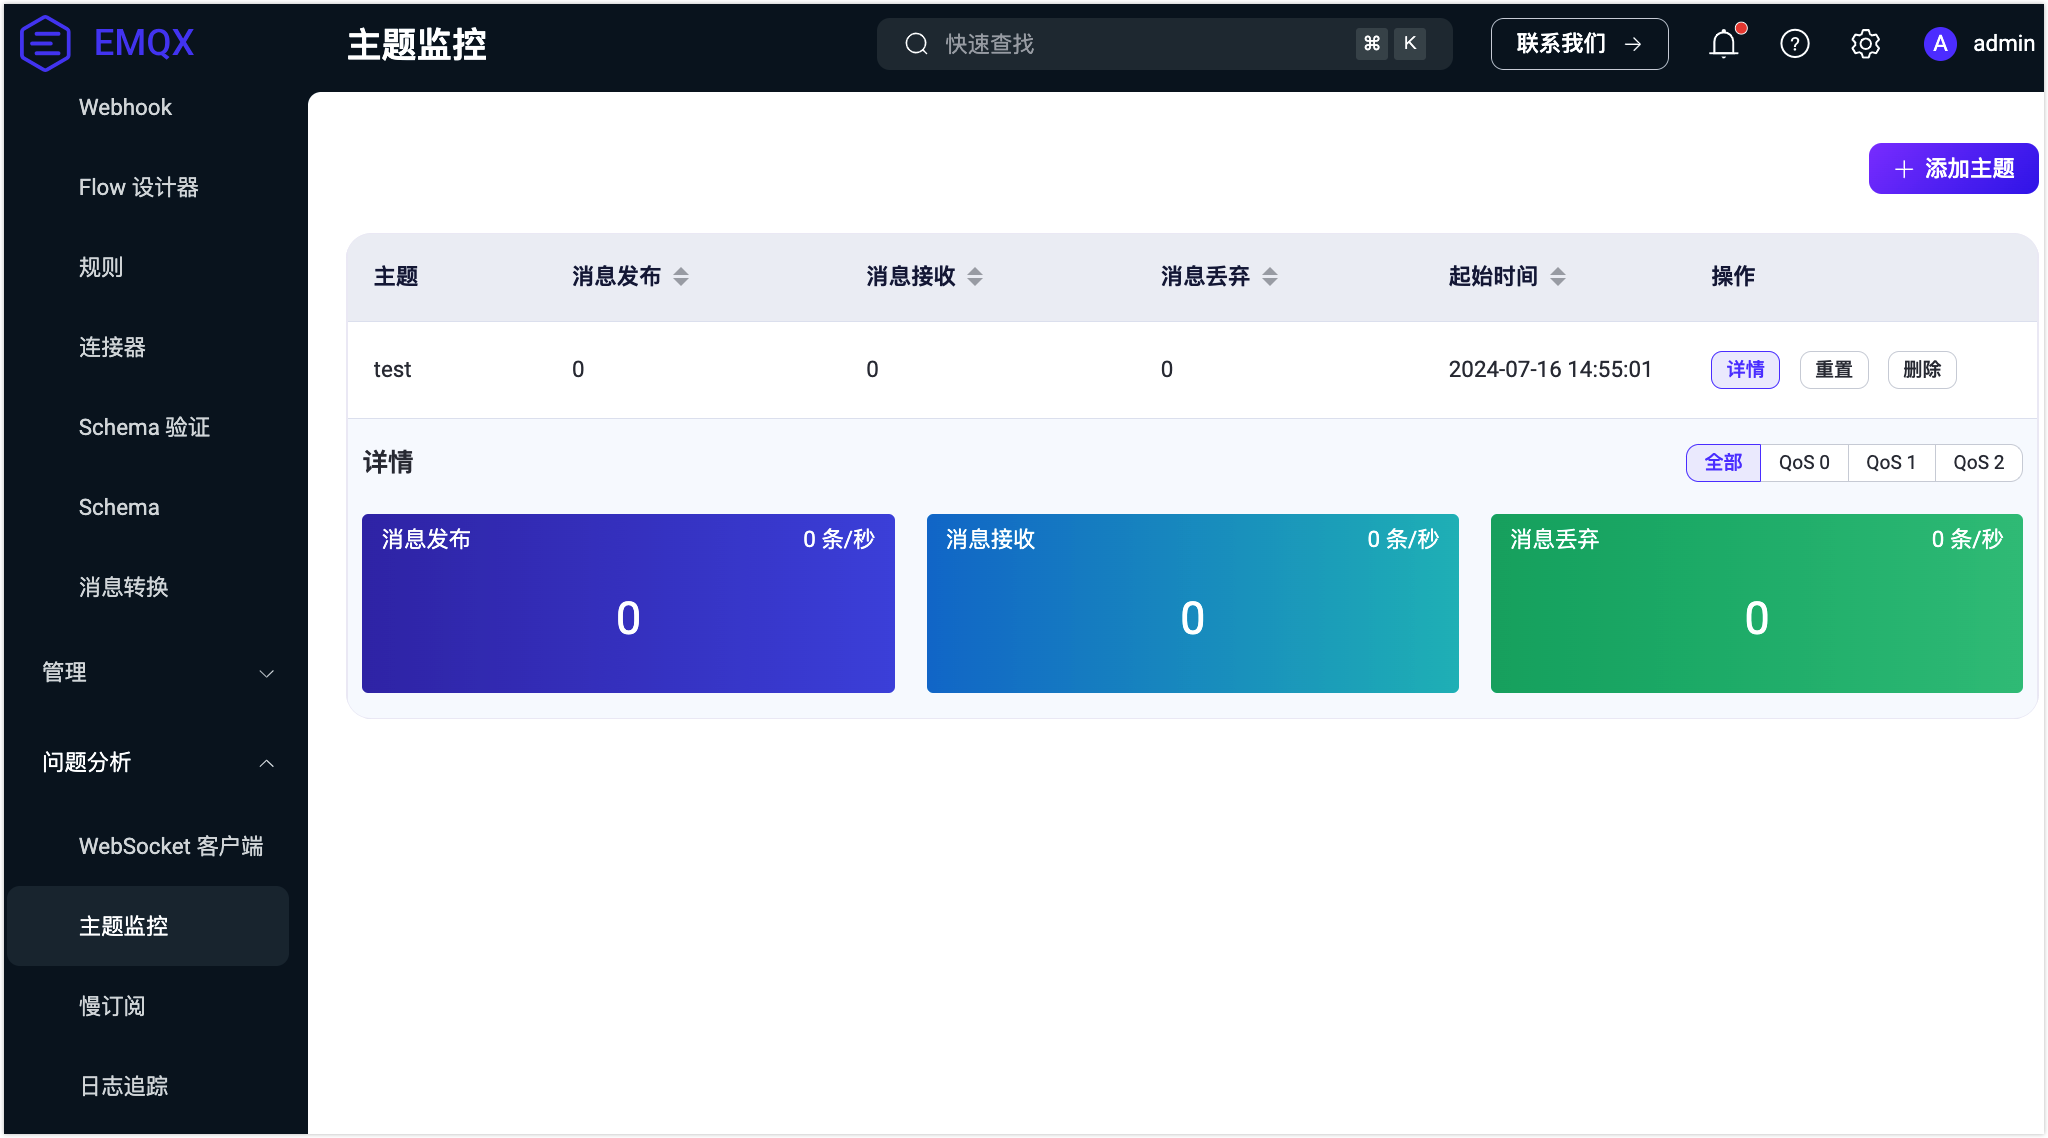 EMQX
主题监控
快速查找
⌘ K
联系我们 →
A admin
Webhook
Flow 设计器
规则
连接器
Schema 验证
Schema
消息转换
管理
问题分析
WebSocket 客户端
主题监控
慢订阅
日志追踪
添加主题
主题 消息发布 消息接收 消息丢弃 起始时间 操作
test 0 0 0 2024-07-16 14:55:01 详情 重置 删除
详情 全部 QoS 0 QoS 1 QoS 2
消息发布 0 条/秒
0
消息接收 0 条/秒
0
消息丢弃 0 条/秒
0